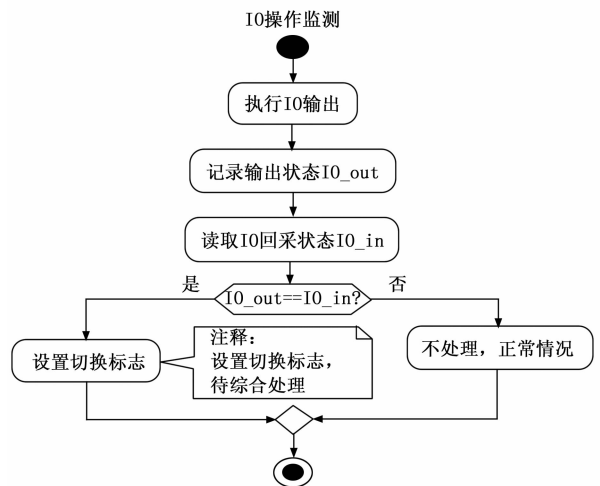 IO操作监测
执行IO输出
记录输出状态IO_out
读取IO回采状态IO_in
是
IO_out==IO_in?
否
设置切换标志
注释：
设置切换标志，
待综合处理
不处理，正常情况